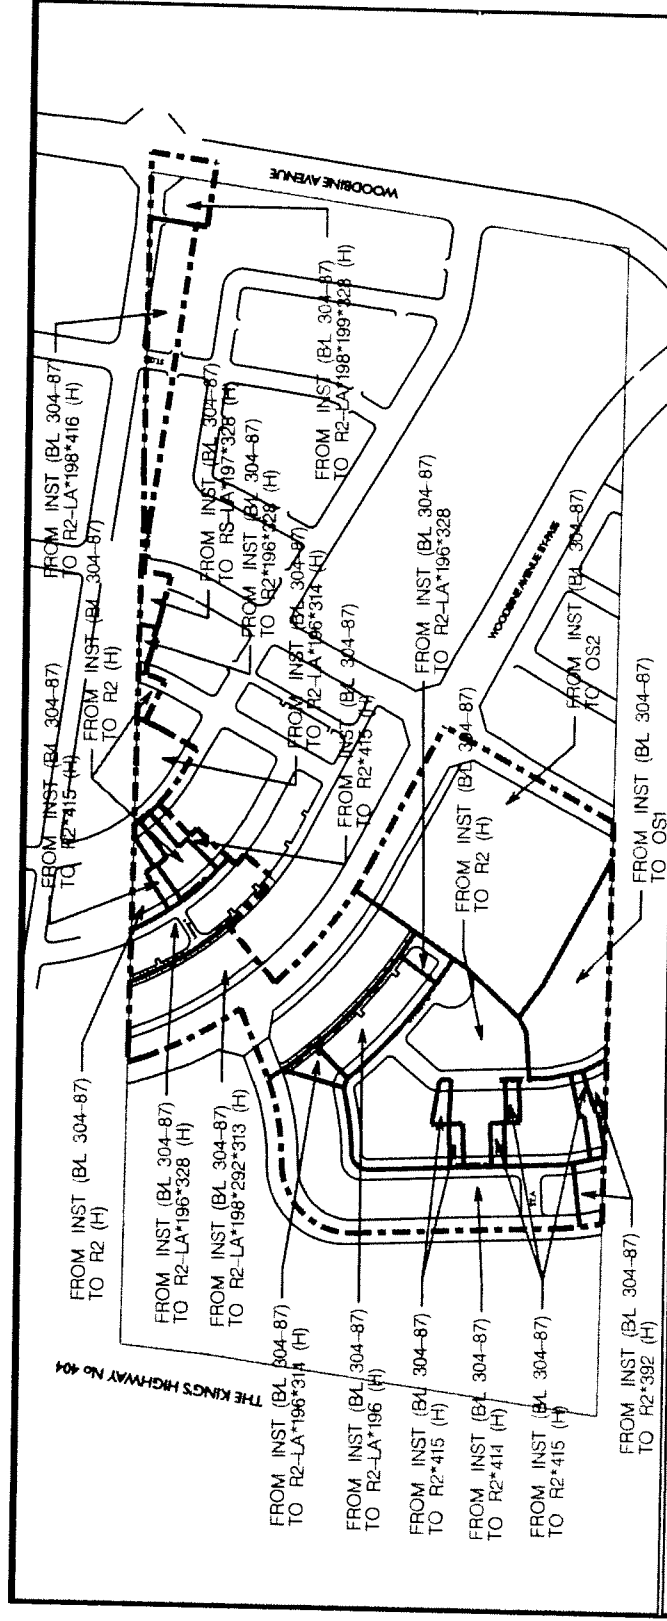 FROM INST (B/L 304-87)
TO R2 (H)
FROM INST (B/L 304-87)
TO R2-LA*196*328 (H)
FROM INST (B/L 304-87)
TO R2-LA*198*292*313 (H)
THE KING'S HIGHWAY No 404
FROM INST (B/L 304-87)
TO R2-LA*196*314 (H)
FROM INST (B/L 304-87)
TO R2-LA*196 (H)
FROM INST (B/L 304-87)
TO R2*415 (H)
FROM INST (B/L 304-87)
TO R2*414 (H)
FROM INST (B/L 304-87)
TO R2*415 (H)
FROM INST (B/L 304-87)
TO R2*392 (H)
FROM INST (B/L 304-87)
TO R2*415 (H)
FROM INST (B/L 304-87)
TO R2 (H)
FROM INST (B/L 304-87)
TO R2-LA*198*416 (H)
FROM INST (B/L 304-87)
TO RS-LA*197*328 (H)
FROM INST (B/L 304-87)
TO R2*196*328 (H)
FROM INST (B/L 304-87)
TO R2-LA*196*314 (H)
FROM INST (B/L 304-87)
TO R2*415 (H)
FROM INST (B/L 304-87)
TO R2-LA*198*199*328 (H)
FROM INST (B/L 304-87)
TO R2-LA*196*328
FROM INST (B/L 304-87)
TO R2 (H)
FROM INST (B/L 304-87)
TO OS2
FROM INST (B/L 304-87)
TO OS1
WOODBINE AVENUE
WOODBINE AVENUE BY-PASS